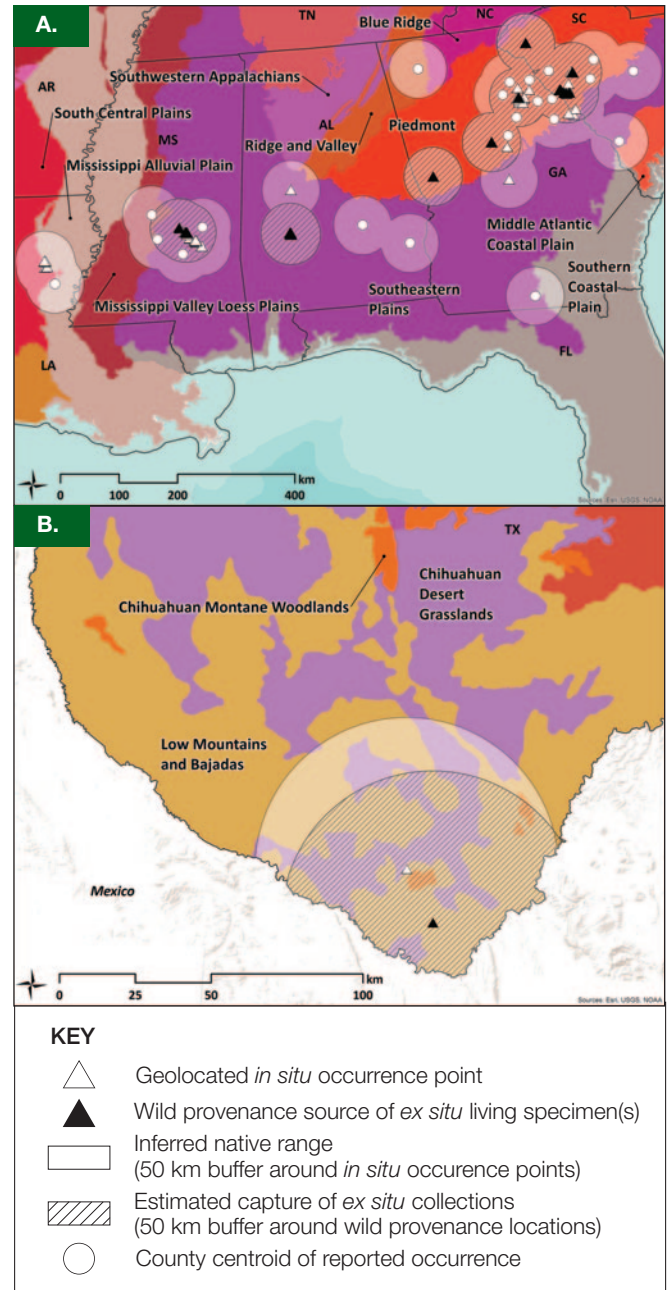 A.
TN
Blue Ridge
NC
SC
Southwestern Appalachians
AR
South Central Plains
AL
Piedmont
MS
Ridge and Valley
Mississippi Alluvial Plain
GA
Middle Atlantic
Coastal Plain
Southern
Coastal
Plain
Mississippi Valley Loess Plains
Southeastern
Plains
LA
FL
km
0 100 200 400
Sources: Esri, USGS, NOAA
B.
TX
Chihuahuan Montane Woodlands
Chihuahuan
Desert
Grasslands
Low Mountains
and Bajadas
Mexico
km
0 25 50 100
Sources: Esri, USGS, NOAA
KEY
Geolocated in situ occurrence point
Wild provenance source of ex situ living specimen(s)
Inferred native range
(50 km buffer around in situ occurence points)
Estimated capture of ex situ collections
(50 km buffer around wild provenance locations)
County centroid of reported occurrence